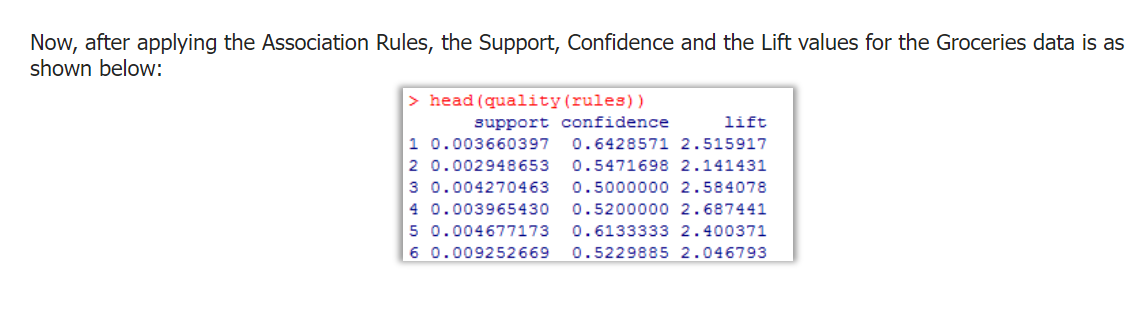 Now, after applying the Association Rules, the Support, Confidence and the Lift values for the Groceries data is as
shown below:
> head(quality(rules))
support confidence lift
1 0.003660397 0.6428571 2.515917
2 0.002948653 0.5471698 2.141431
3 0.004270463 0.5000000 2.584078
4 0.003965430 0.5200000 2.687441
5 0.004677173 0.6133333 2.400371
6 0.009252669 0.5229885 2.046793